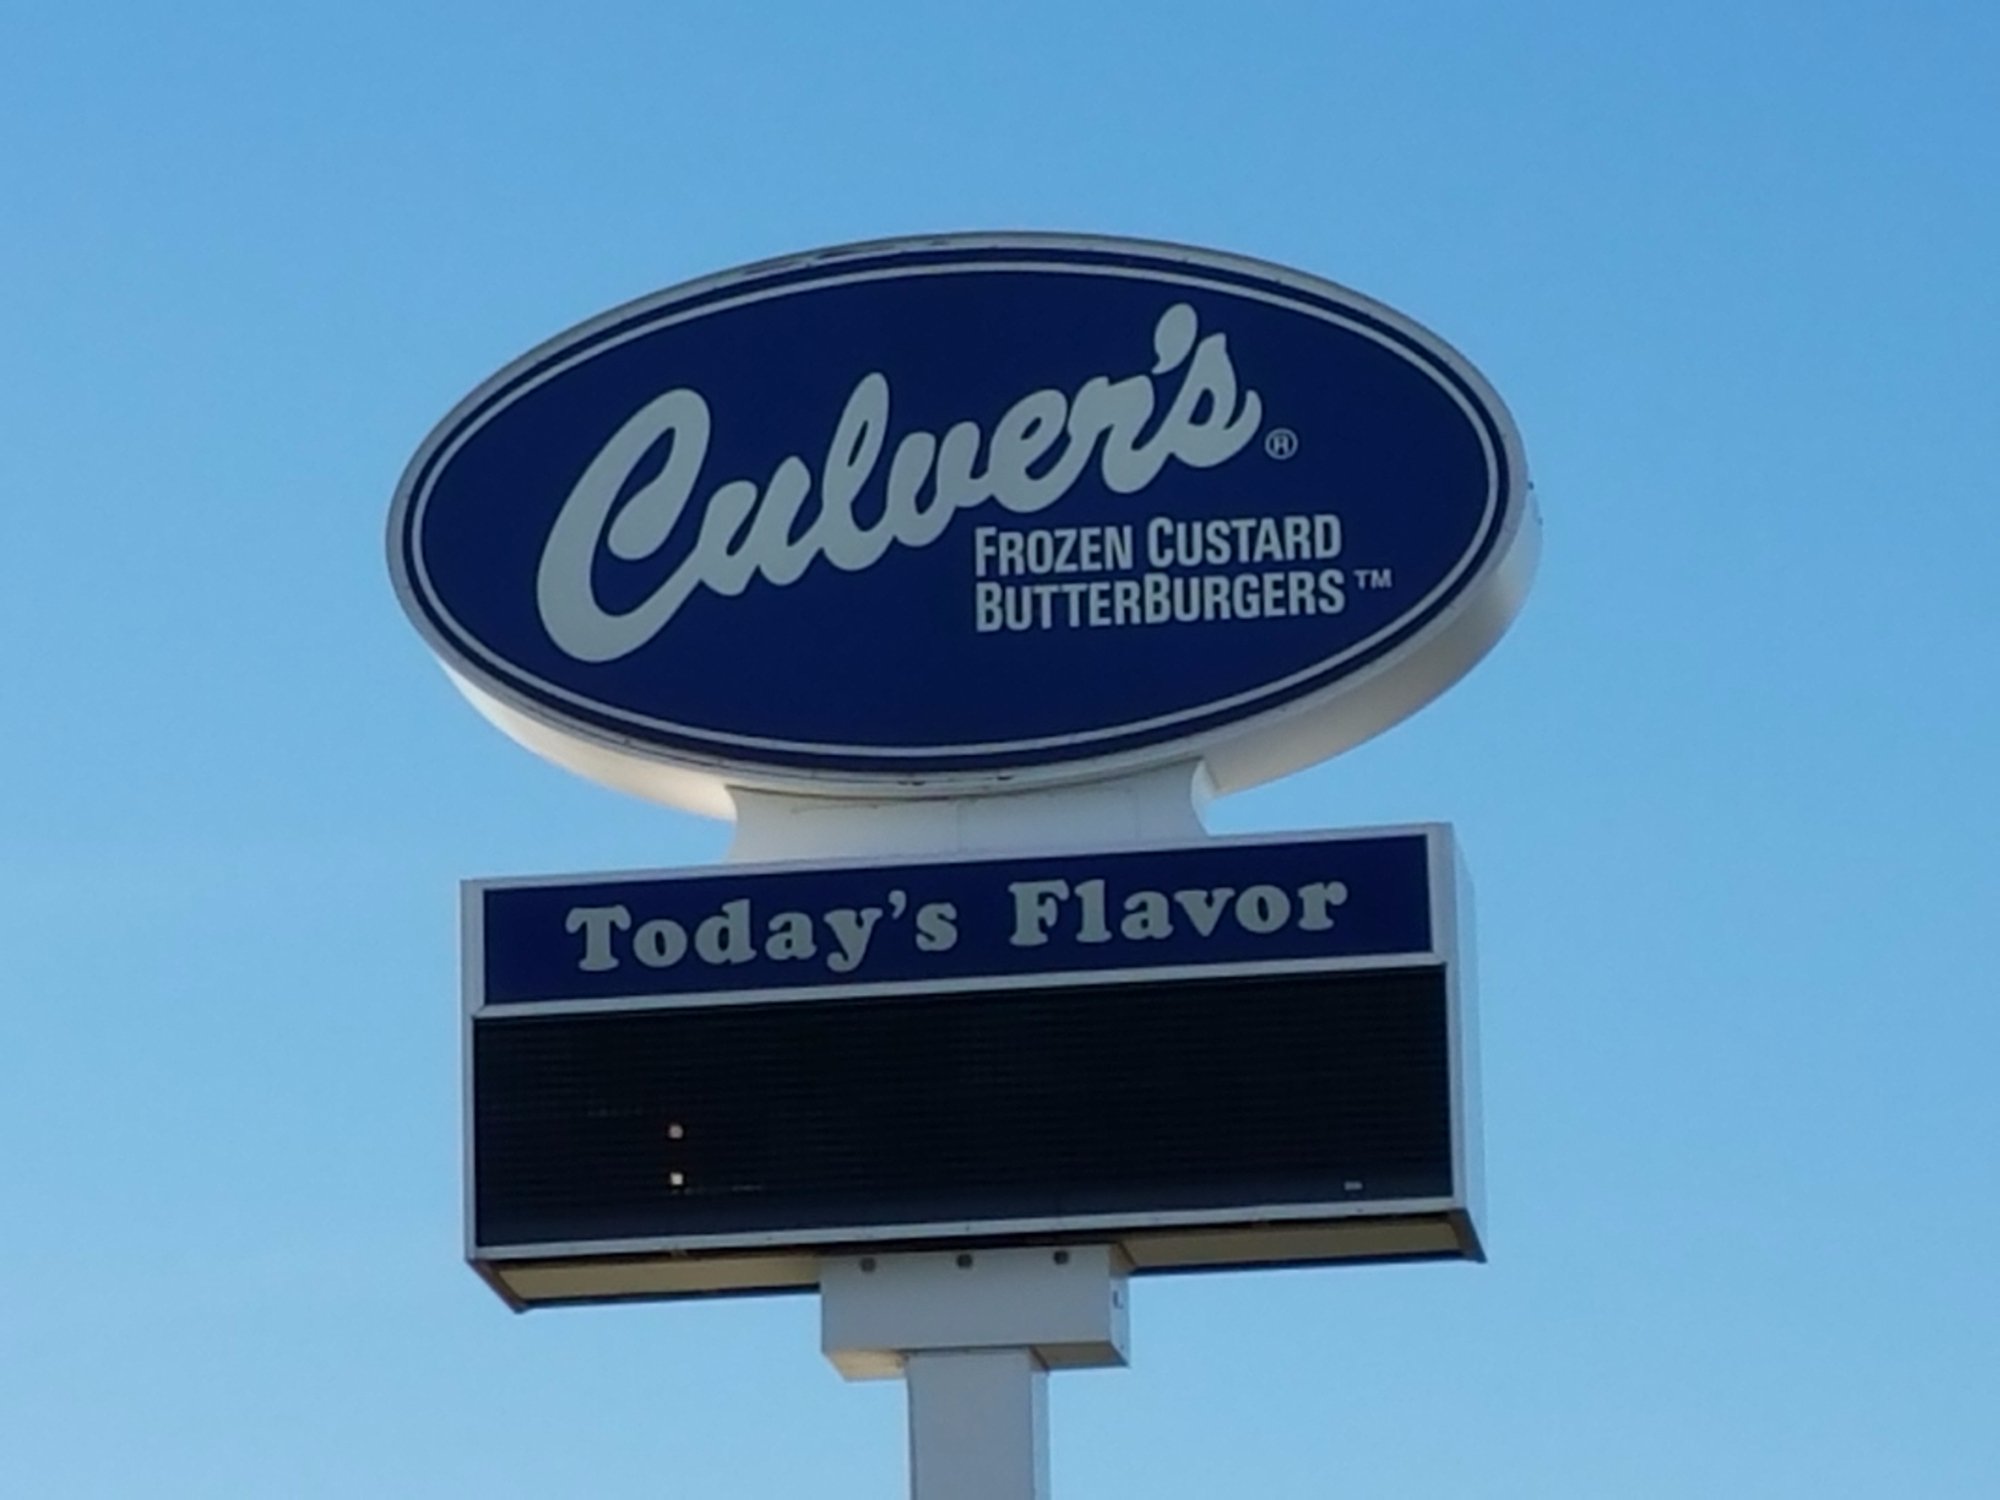 Culver's®
FROZEN CUSTARD
BUTTERBURGERS™
Today's Flavor